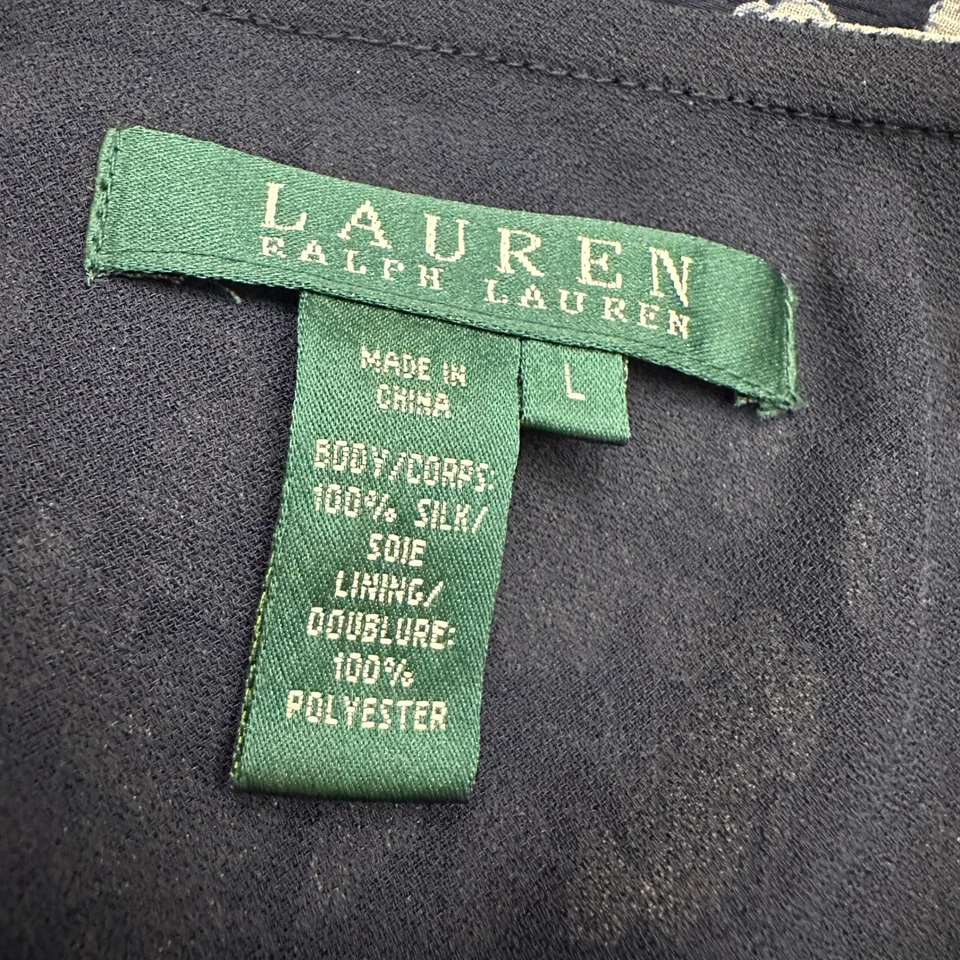 LAUREN
RALPH LAUREN
MADE IN
CHINA
L
BODY/CORPS:
100% SILK/
SOIE
LINING/
DOUBLURE:
100%
POLYESTER